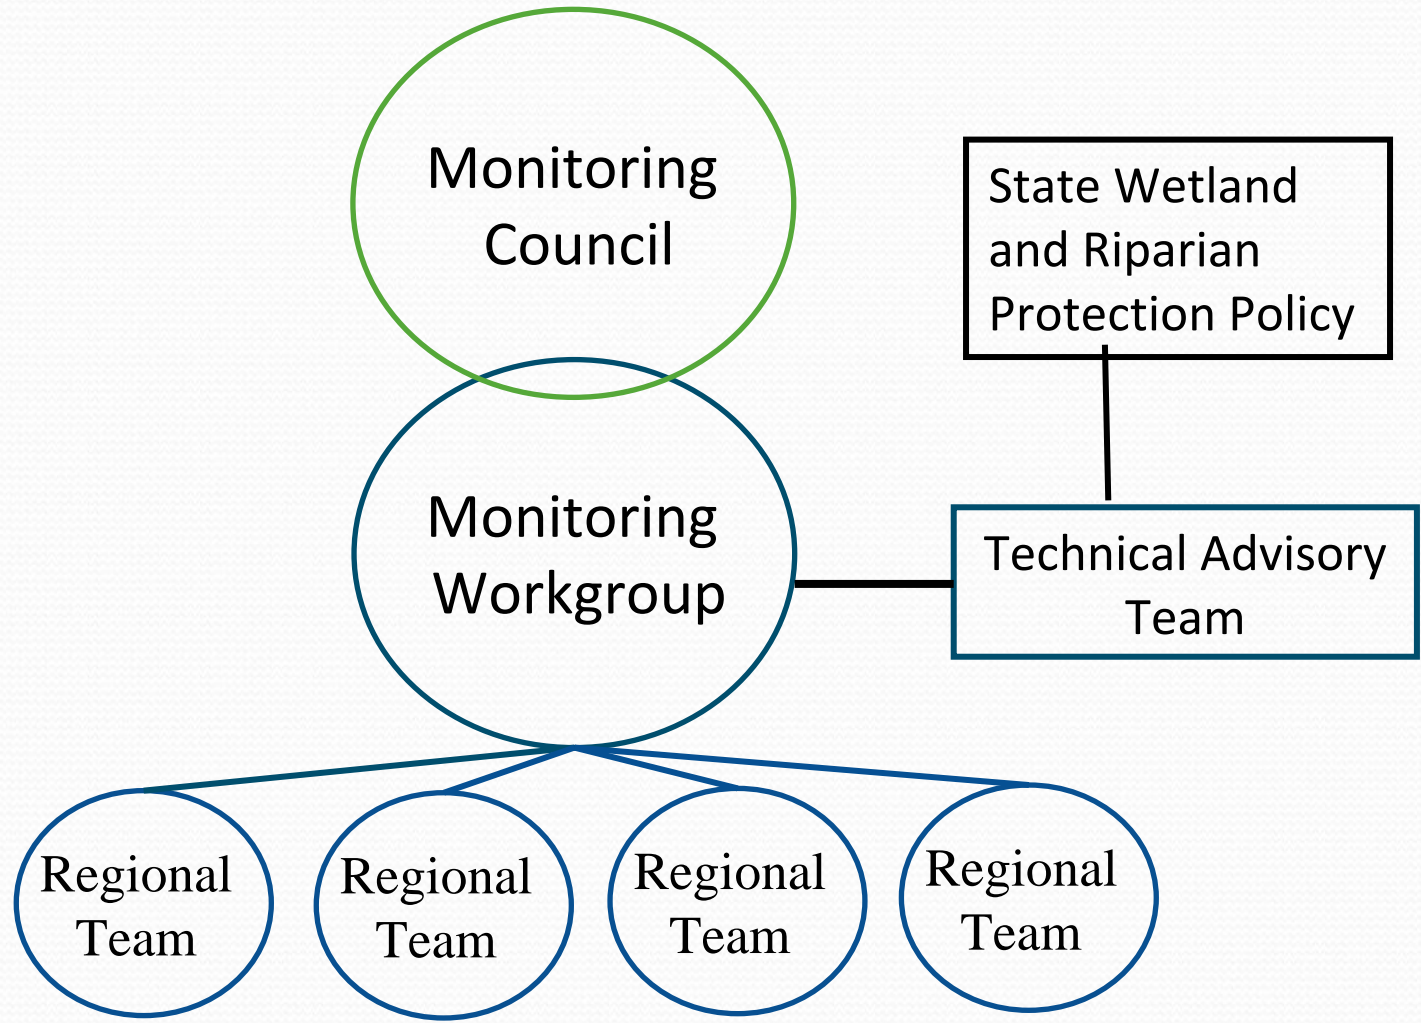 Monitoring
Council
State Wetland
and Riparian
Protection Policy
Monitoring
Workgroup
Technical Advisory
Team
Regional
Team
Regional
Team
Regional
Team
Regional
Team